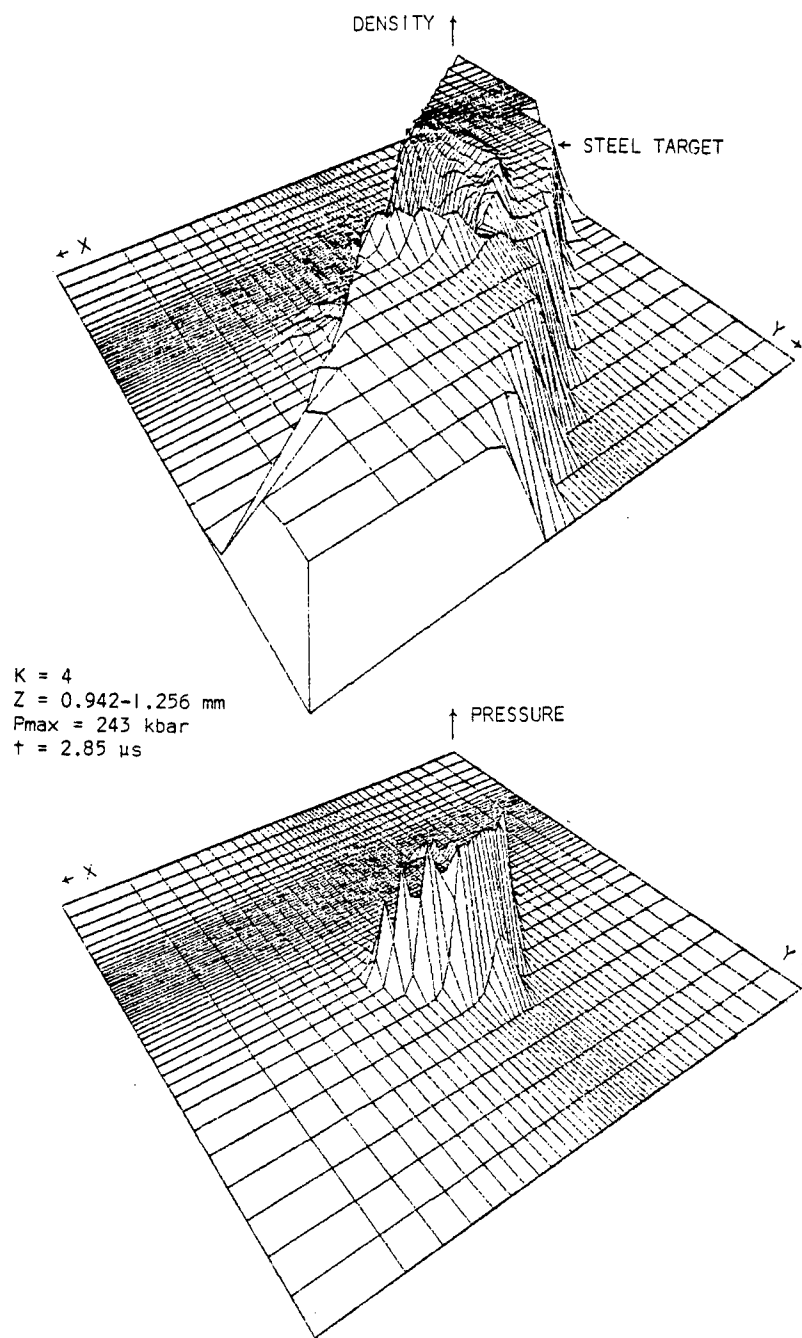 DENSITY ↑
← STEEL TARGET
← X
Y →
K = 4
Z = 0.942-1.256 mm
Pmax = 243 kbar
t = 2.85 μs
↑ PRESSURE
← X
Y